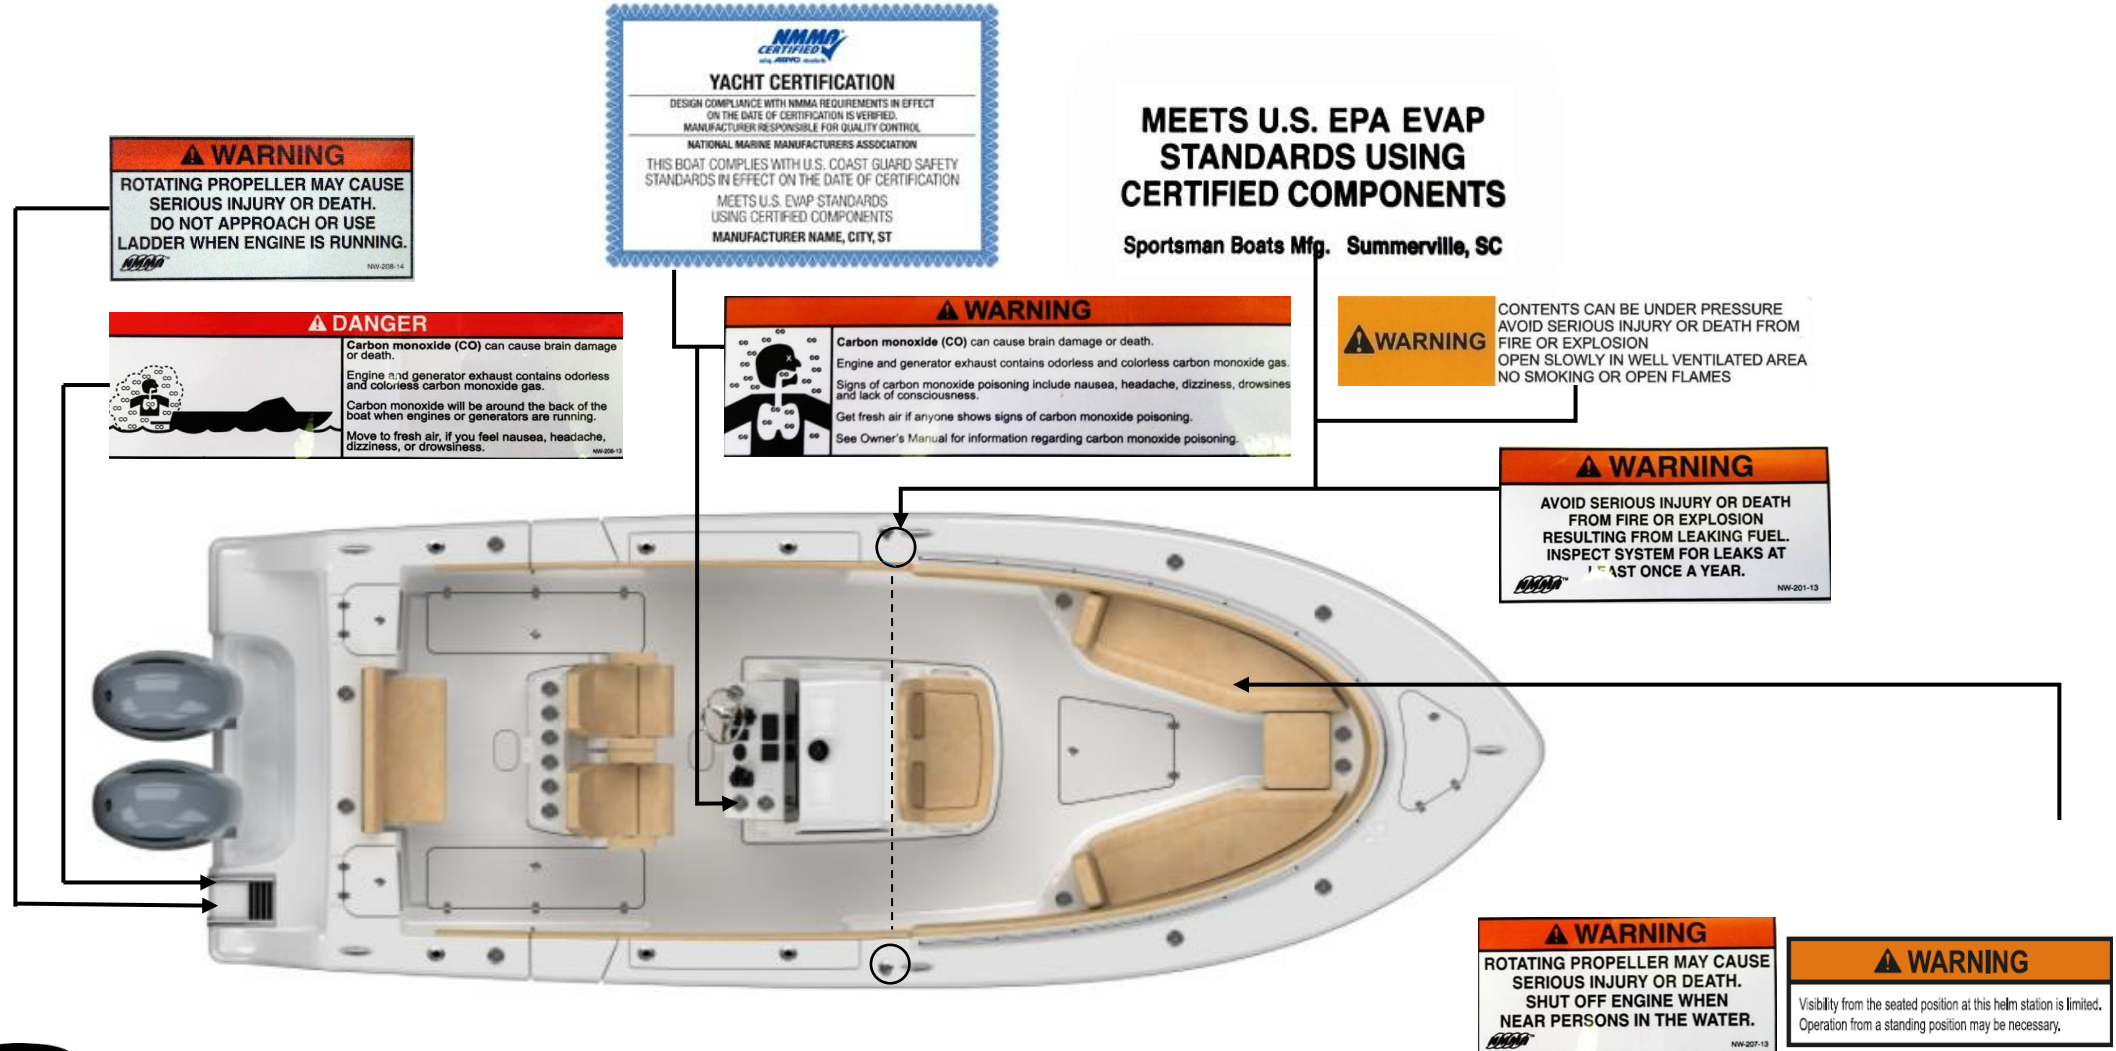 NMMA
CERTIFIED
using ABYC standards
YACHT CERTIFICATION
DESIGN COMPLIANCE WITH NMMA REQUIREMENTS IN EFFECT
ON THE DATE OF CERTIFICATION IS VERIFIED.
MANUFACTURER RESPONSIBLE FOR QUALITY CONTROL
NATIONAL MARINE MANUFACTURERS ASSOCIATION
THIS BOAT COMPLIES WITH U.S. COAST GUARD SAFETY
STANDARDS IN EFFECT ON THE DATE OF CERTIFICATION
MEETS U.S. EVAP STANDARDS
USING CERTIFIED COMPONENTS
MANUFACTURER NAME, CITY, ST
MEETS U.S. EPA EVAP
STANDARDS USING
CERTIFIED COMPONENTS
Sportsman Boats Mfg. Summerville, SC
WARNING
ROTATING PROPELLER MAY CAUSE
SERIOUS INJURY OR DEATH.
DO NOT APPROACH OR USE
LADDER WHEN ENGINE IS RUNNING.
NMMA™
NW-208-14
DANGER
Carbon monoxide (CO) can cause brain damage
or death.
Engine and generator exhaust contains odorless
and colorless carbon monoxide gas.
Carbon monoxide will be around the back of the
boat when engines or generators are running.
Move to fresh air, if you feel nausea, headache,
dizziness, or drowsiness.
WARNING
Carbon monoxide (CO) can cause brain damage or death.
Engine and generator exhaust contains odorless and colorless carbon monoxide gas.
Signs of carbon monoxide poisoning include nausea, headache, dizziness, drowsines
and lack of consciousness.
Get fresh air if anyone shows signs of carbon monoxide poisoning.
See Owner's Manual for information regarding carbon monoxide poisoning.
WARNING
CONTENTS CAN BE UNDER PRESSURE
AVOID SERIOUS INJURY OR DEATH FROM
FIRE OR EXPLOSION
OPEN SLOWLY IN WELL VENTILATED AREA
NO SMOKING OR OPEN FLAMES
WARNING
AVOID SERIOUS INJURY OR DEATH
FROM FIRE OR EXPLOSION
RESULTING FROM LEAKING FUEL.
INSPECT SYSTEM FOR LEAKS AT
LEAST ONCE A YEAR.
NMMA™
NW-201-13
WARNING
ROTATING PROPELLER MAY CAUSE
SERIOUS INJURY OR DEATH.
SHUT OFF ENGINE WHEN
NEAR PERSONS IN THE WATER.
NMMA™
NW-207-13
WARNING
Visibility from the seated position at this helm station is limited.
Operation from a standing position may be necessary.